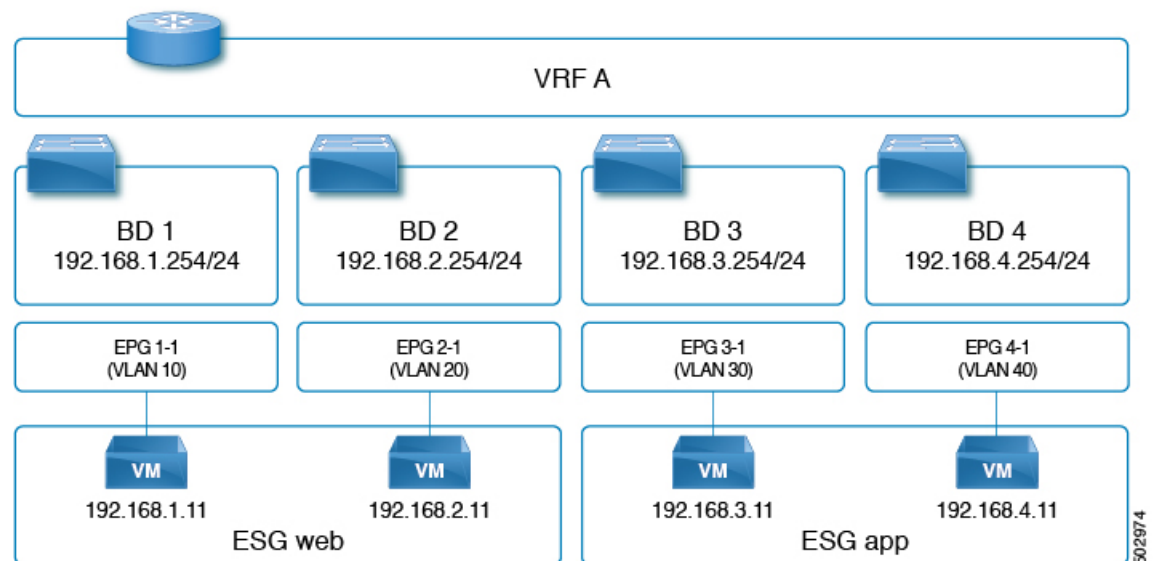 VRF A
BD 1
192.168.1.254/24
BD 2
192.168.2.254/24
BD 3
192.168.3.254/24
BD 4
192.168.4.254/24
EPG 1-1
(VLAN 10)
EPG 2-1
(VLAN 20)
EPG 3-1
(VLAN 30)
EPG 4-1
(VLAN 40)
VM
192.168.1.11
VM
192.168.2.11
ESG web
VM
192.168.3.11
VM
192.168.4.11
ESG app
502974